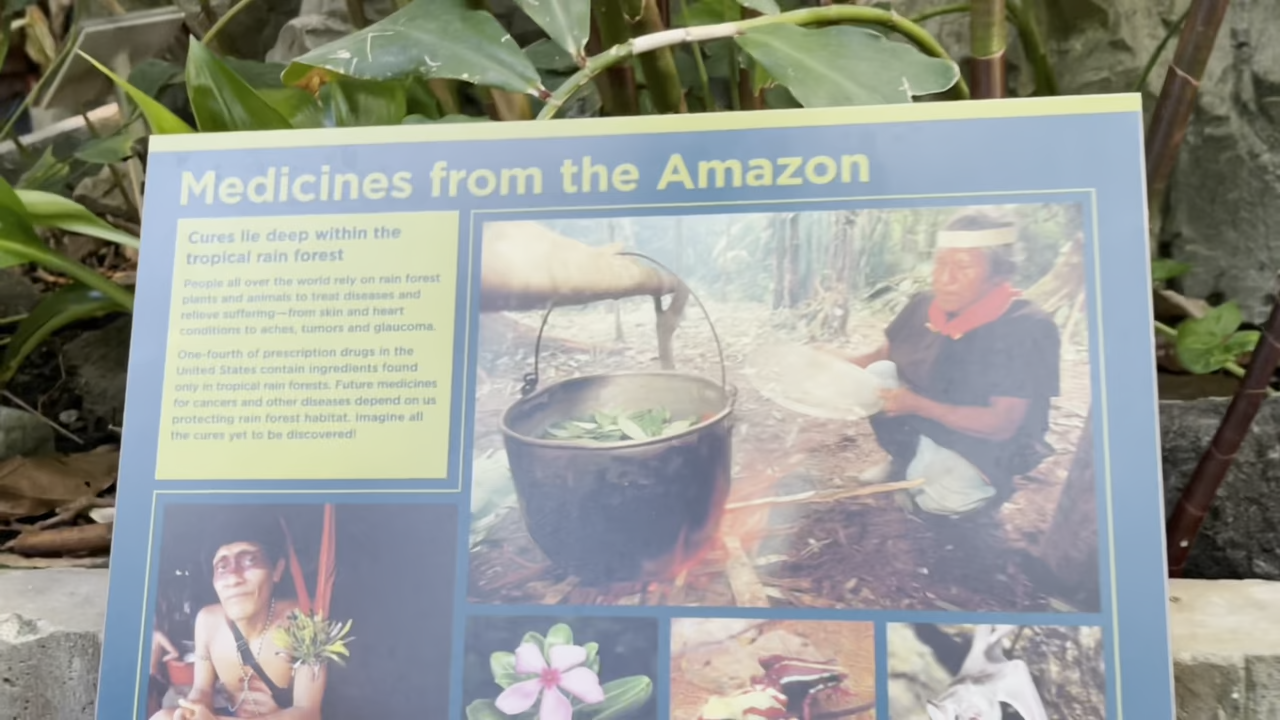 Medicines from the Amazon
Cures lie deep within the
tropical rain forest
People all over the world rely on rain forest
plants and animals to treat diseases and
relieve suffering—from skin and heart
conditions to aches, tumors and glaucoma.
One-fourth of prescription drugs in the
United States contain ingredients found
only in tropical rain forests. Future medicines
for cancers and other diseases depend on us
protecting rain forest habitat. Imagine all
the cures yet to be discovered!